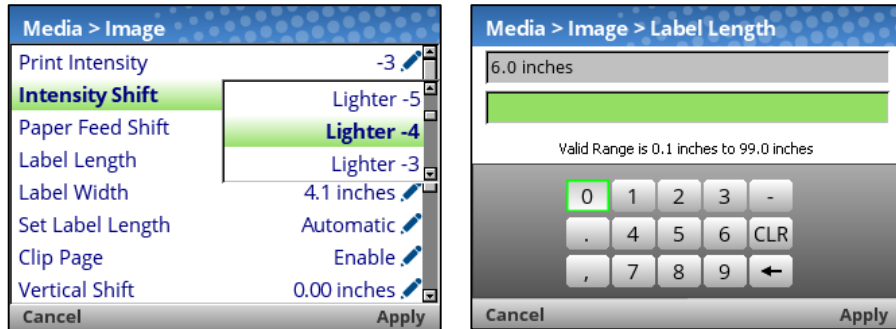 Media > Image
Print Intensity -3
Intensity Shift
Lighter -5
Paper Feed Shift Lighter -4
Label Length Lighter -3
Label Width 4.1 inches
Set Label Length Automatic
Clip Page Enable
Vertical Shift 0.00 inches
Cancel Apply
Media > Image > Label Length
6.0 inches
Valid Range is 0.1 inches to 99.0 inches
0 1 2 3 -
. 4 5 6 CLR
, 7 8 9 ←
Cancel Apply